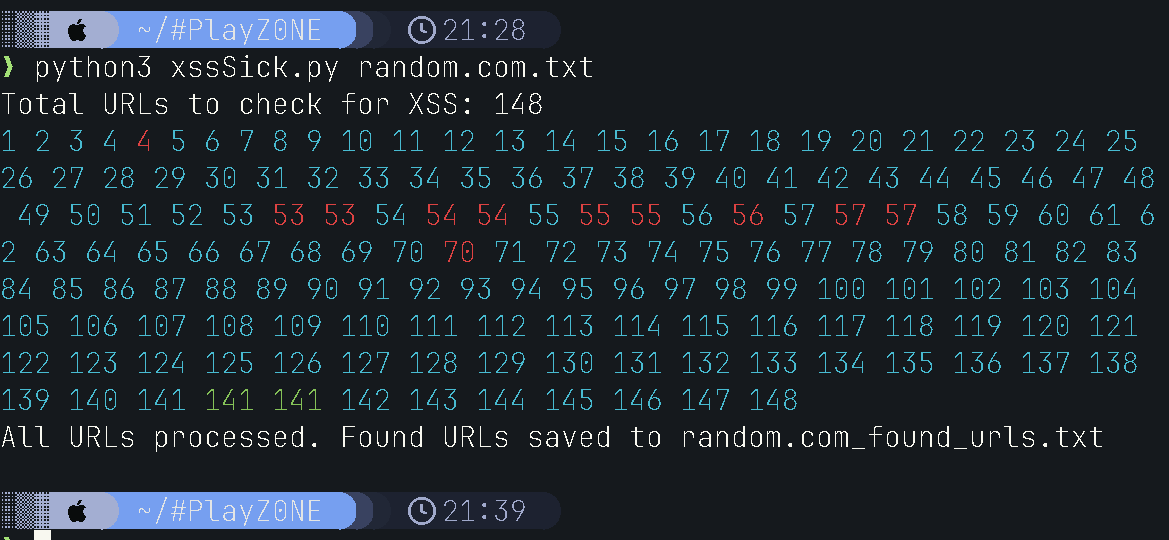 ~/#PlayZ0NE 21:28
❯ python3 xssSick.py random.com.txt
Total URLs to check for XSS: 148
1 2 3 4 4 5 6 7 8 9 10 11 12 13 14 15 16 17 18 19 20 21 22 23 24 25
26 27 28 29 30 31 32 33 34 35 36 37 38 39 40 41 42 43 44 45 46 47 48
49 50 51 52 53 53 53 54 54 54 55 55 55 56 56 57 57 57 58 59 60 61 6
2 63 64 65 66 67 68 69 70 70 71 72 73 74 75 76 77 78 79 80 81 82 83
84 85 86 87 88 89 90 91 92 93 94 95 96 97 98 99 100 101 102 103 104
105 106 107 108 109 110 111 112 113 114 115 116 117 118 119 120 121
122 123 124 125 126 127 128 129 130 131 132 133 134 135 136 137 138
139 140 141 141 141 142 143 144 145 146 147 148
All URLs processed. Found URLs saved to random.com_found_urls.txt
~/#PlayZ0NE 21:39